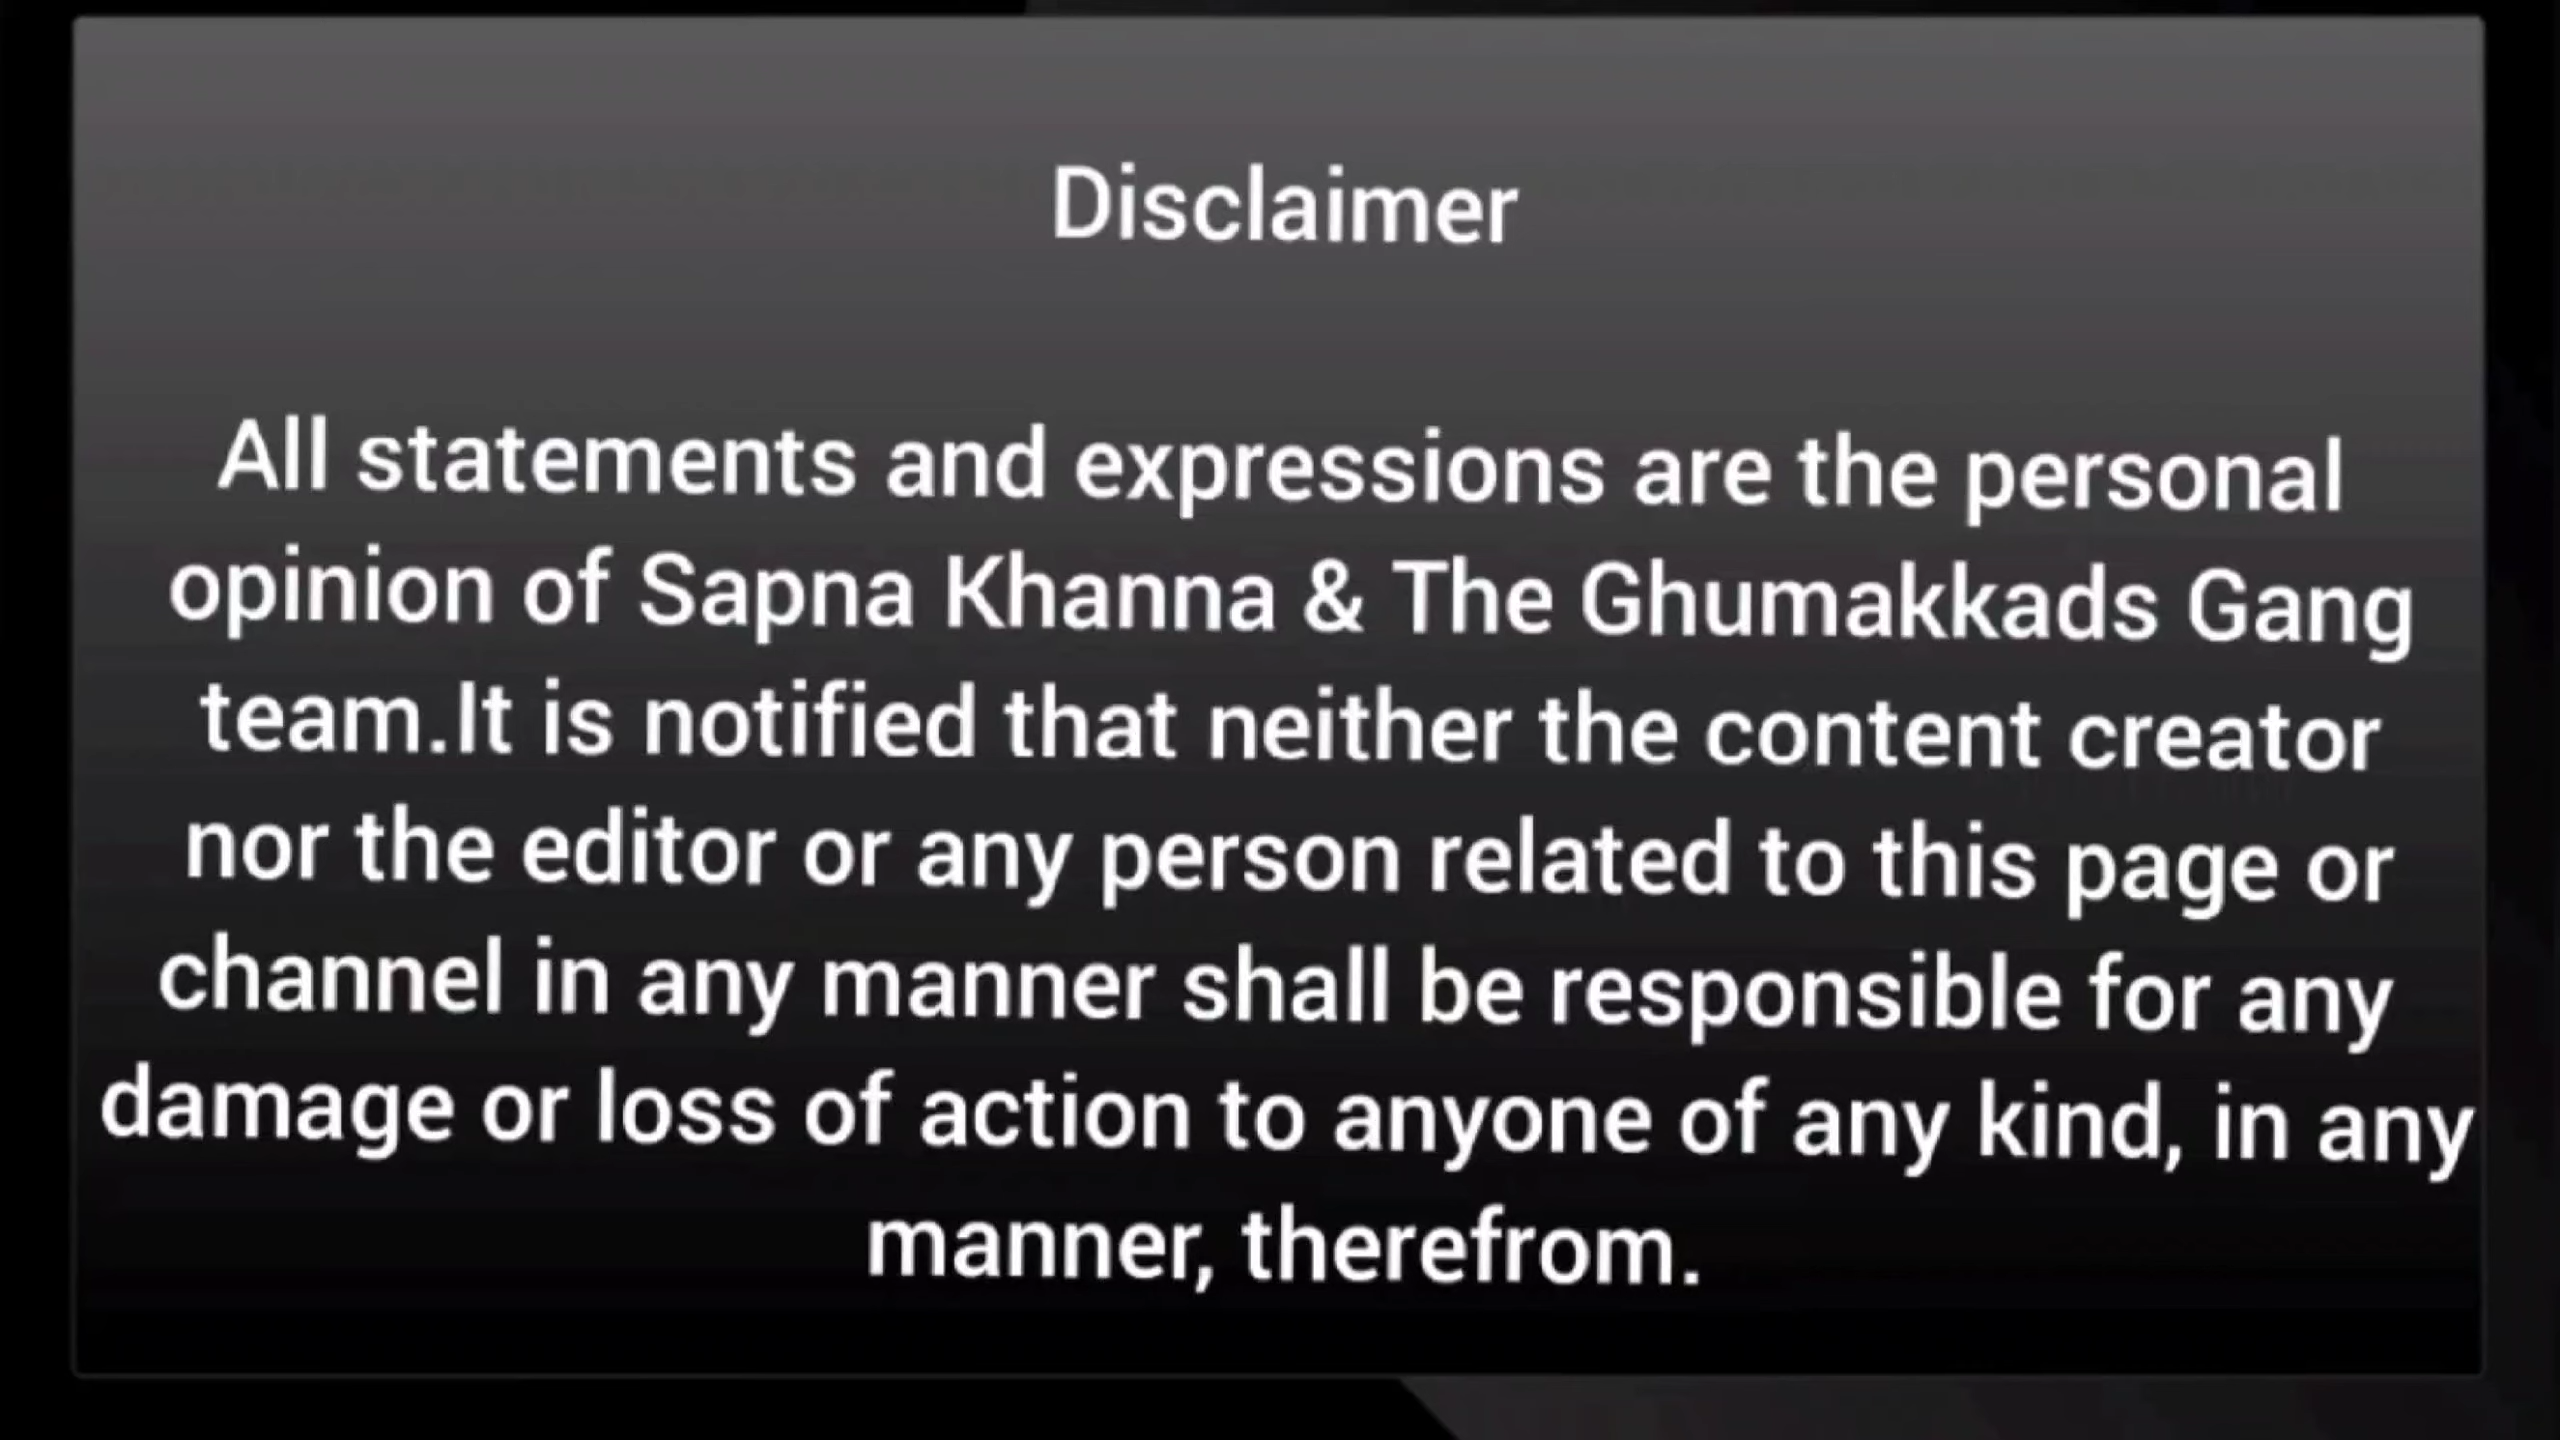 Disclaimer
All statements and expressions are the personal
opinion of Sapna Khanna & The Ghumakkads Gang
team.It is notified that neither the content creator
nor the editor or any person related to this page or
channel in any manner shall be responsible for any
damage or loss of action to anyone of any kind, in any
manner, therefrom.